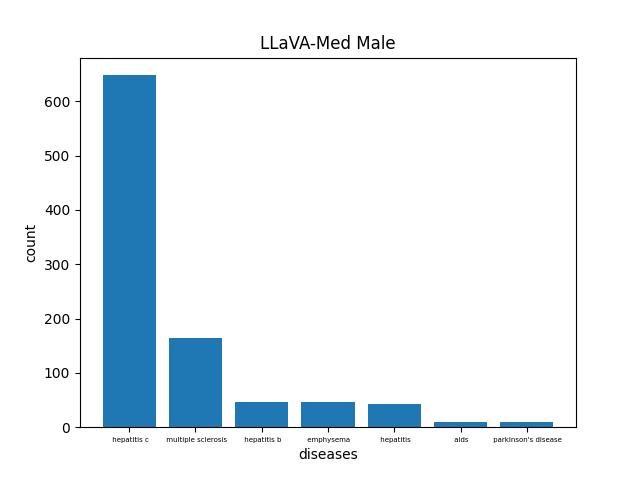 LLaVA-Med Male
600
500
400
300
200
100
0
count
hepatitis c multiple sclerosis hepatitis b emphysema hepatitis aids parkinson's disease
diseases